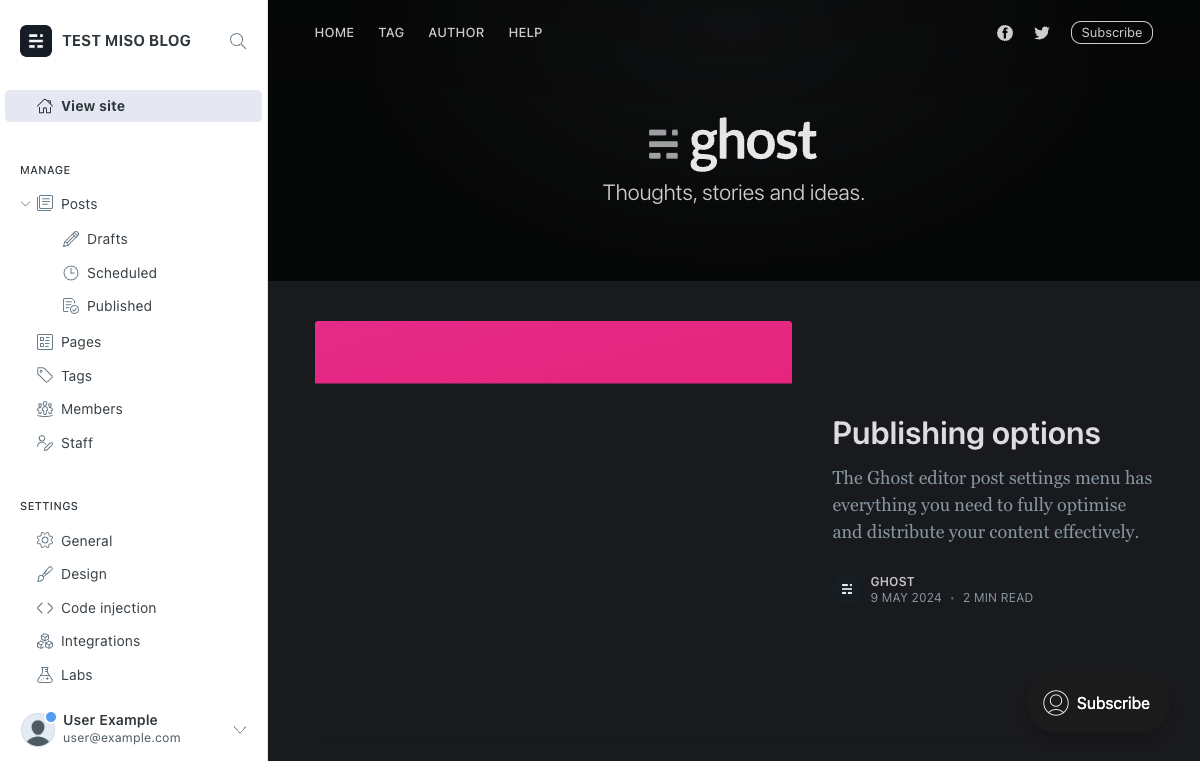 TEST MISO BLOG
View site
MANAGE
Posts
Drafts
Scheduled
Published
Pages
Tags
Members
Staff
SETTINGS
General
Design
Code injection
Integrations
Labs
User Example
user@example.com
HOME TAG AUTHOR HELP
Subscribe
ghost
Thoughts, stories and ideas.
Publishing options
The Ghost editor post settings menu has
everything you need to fully optimise
and distribute your content effectively.
GHOST
9 MAY 2024 • 2 MIN READ
Subscribe